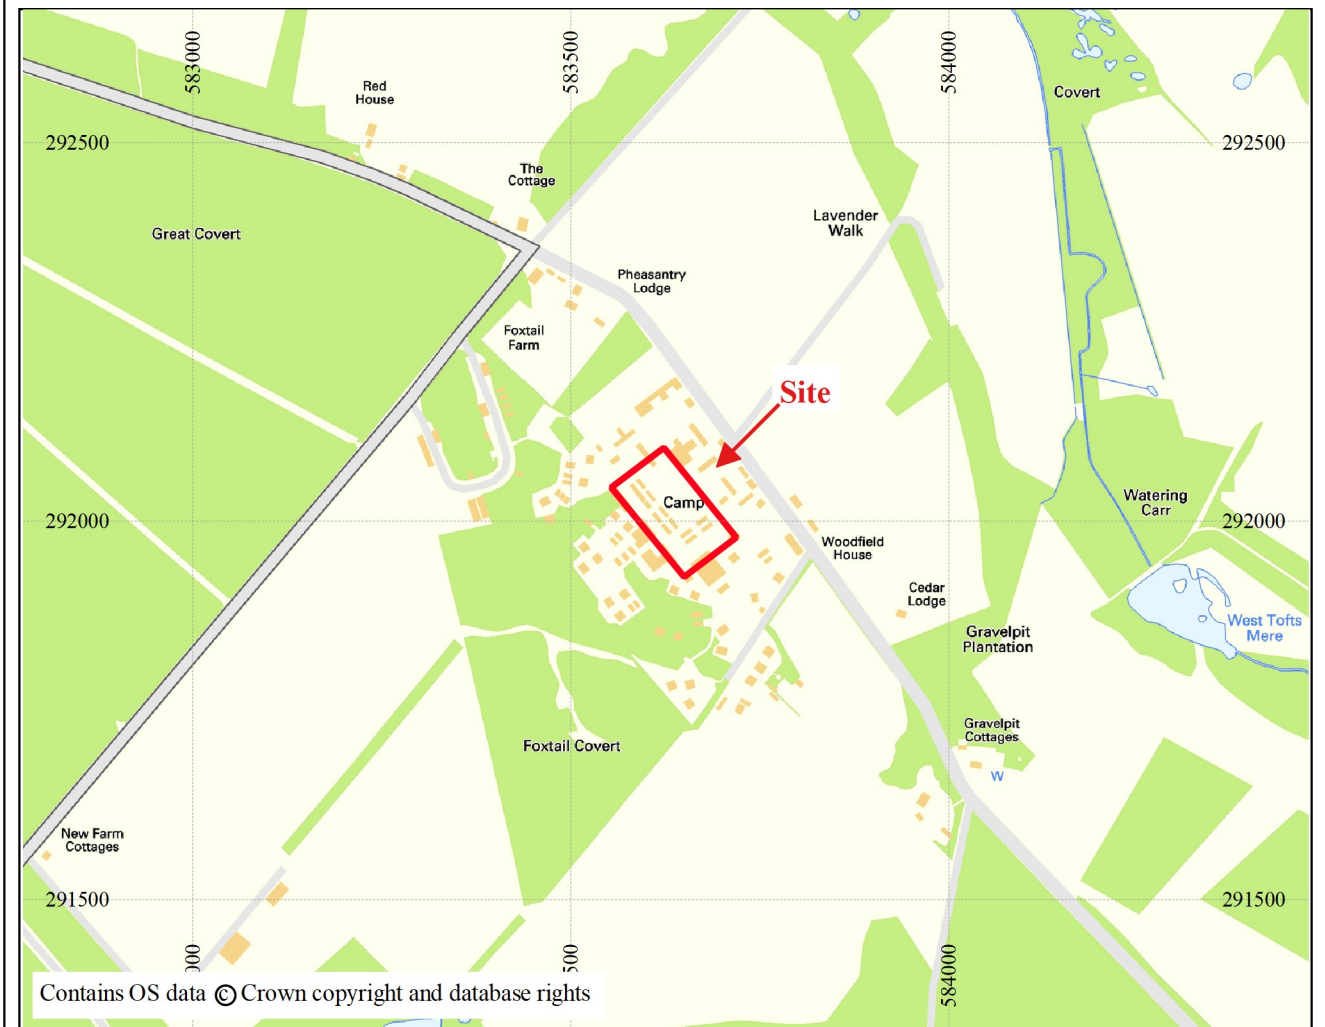 583000
583500
584000
Red
House
Covert
292500
292500
The
Cottage
Great Covert
Lavender
Walk
Pheasantry
Lodge
Foxtail
Farm
Site
Camp
Watering
Carr
292000
292000
Woodfield
House
Cedar
Lodge
West Tofts
Mere
Gravelpit
Plantation
Gravelpit
Cottages
Foxtail Covert
W
New Farm
Cottages
291500
291500
584000
Contains OS data © Crown copyright and database rights